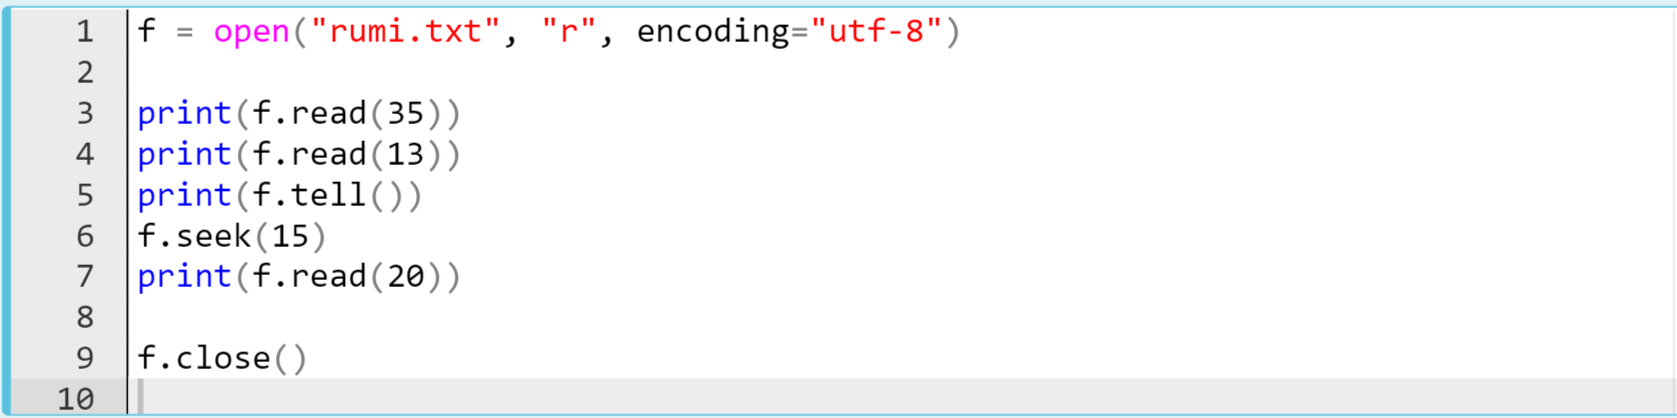 1 f = open("rumi.txt", "r", encoding="utf-8")
2
3 print(f.read(35))
4 print(f.read(13))
5 print(f.tell())
6 f.seek(15)
7 print(f.read(20))
8
9 f.close()
10